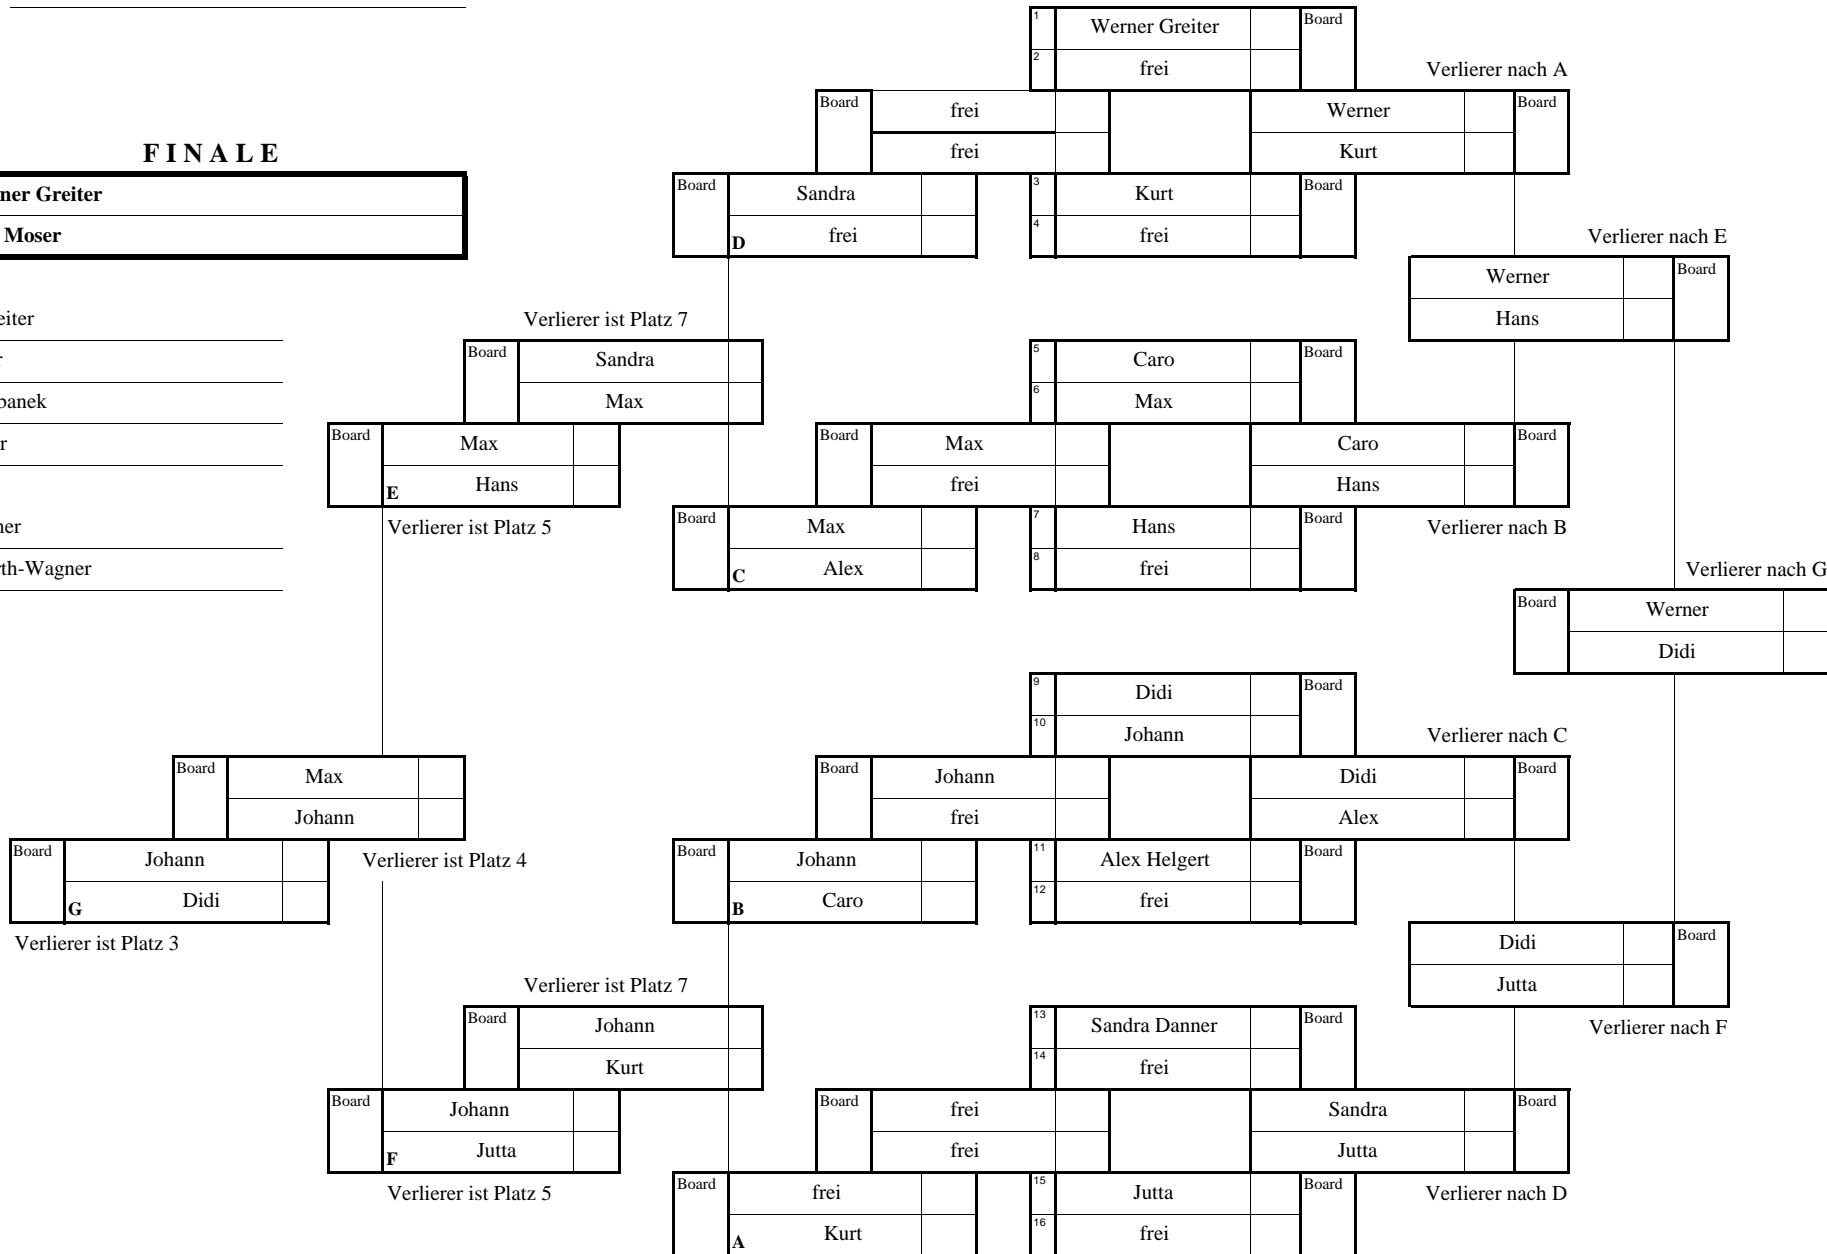 1 Werner Greiter Board
2 frei Verlierer nach A
Board frei Werner Board
FINALE frei Kurt
ner Greiter Board Sandra 3 Kurt Board
Moser D frei 4 frei Verlierer nach E
Werner Board
eiter Verlierer ist Platz 7 Hans
Board Sandra 5 Caro Board
banek Max 6 Max
Board Max Board Max Caro Board
E Hans frei Hans
ner Verlierer ist Platz 5 Board Max 7 Hans Board Verlierer nach B
rth-Wagner C Alex 8 frei Verlierer nach G
Board Werner
Didi
9 Didi Board
10 Johann Verlierer nach C
Board Max Board Johann Didi Board
Johann frei Alex
Board Johann Verlierer ist Platz 4 Board Johann 11 Alex Helgert Board
G Didi B Caro 12 frei
Verlierer ist Platz 3 Didi Board
Verlierer ist Platz 7 Jutta
Board Johann 13 Sandra Danner Board Verlierer nach F
Kurt 14 frei
Board Johann Board frei Sandra Board
F Jutta frei Jutta
Verlierer ist Platz 5 Board frei 15 Jutta Board Verlierer nach D
A Kurt 16 frei